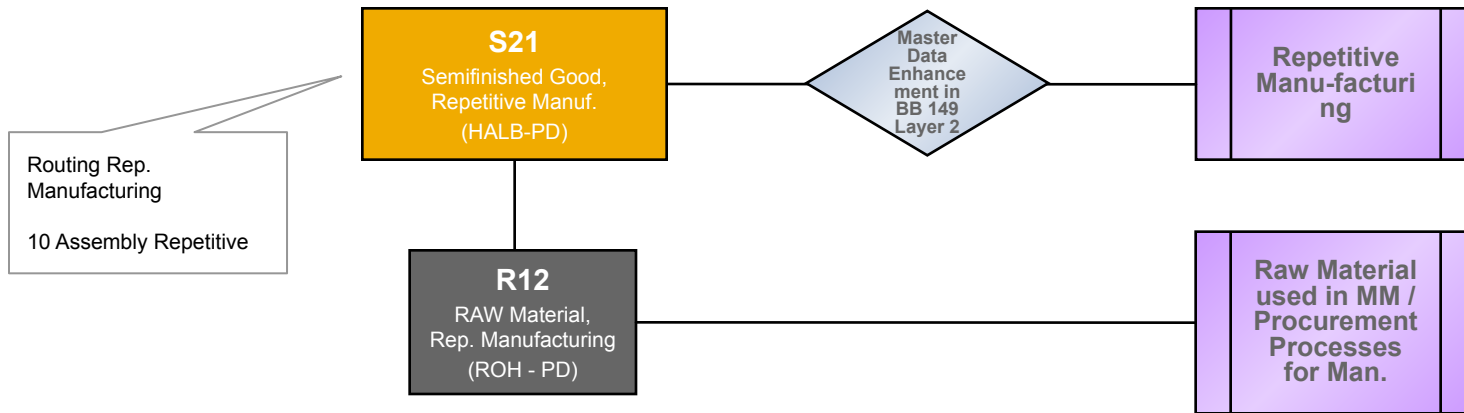 S21
Semifinished Good,
Repetitive Manuf.
(HALB-PD)
Master
Data
Enhance
ment in
BB 149
Layer 2
Repetitive
Manu-facturi
ng
Routing Rep.
Manufacturing
10 Assembly Repetitive
R12
RAW Material,
Rep. Manufacturing
(ROH - PD)
Raw Material
used in MM /
Procurement
Processes
for Man.